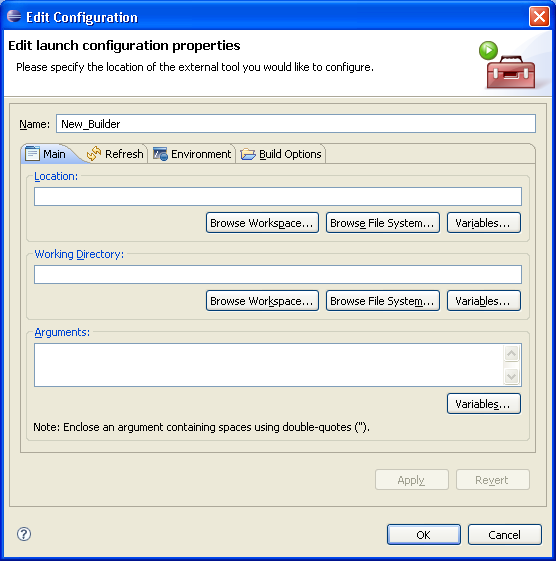 Edit Configuration
Edit launch configuration properties
Please specify the location of the external tool you would like to configure.
Name: New_Builder
Main Refresh Environment Build Options
Location:
Browse Workspace... Browse File System... Variables...
Working Directory:
Browse Workspace... Browse File System... Variables...
Arguments:
Variables...
Note: Enclose an argument containing spaces using double-quotes (").
Apply Revert
? OK Cancel